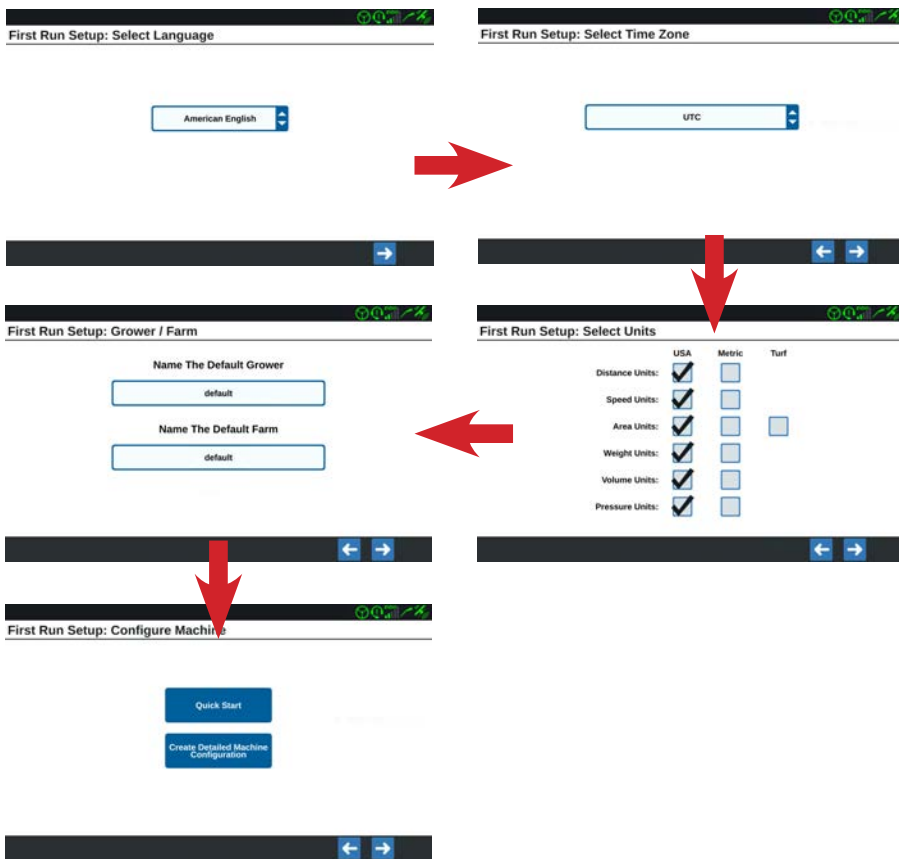 First Run Setup: Select Language
American English
First Run Setup: Select Time Zone
UTC
First Run Setup: Select Units
USA Metric Turf
Distance Units:
Speed Units:
Area Units:
Weight Units:
Volume Units:
Pressure Units:
First Run Setup: Grower / Farm
Name The Default Grower
default
Name The Default Farm
default
First Run Setup: Configure Machine
Quick Start
Create Detailed Machine
Configuration